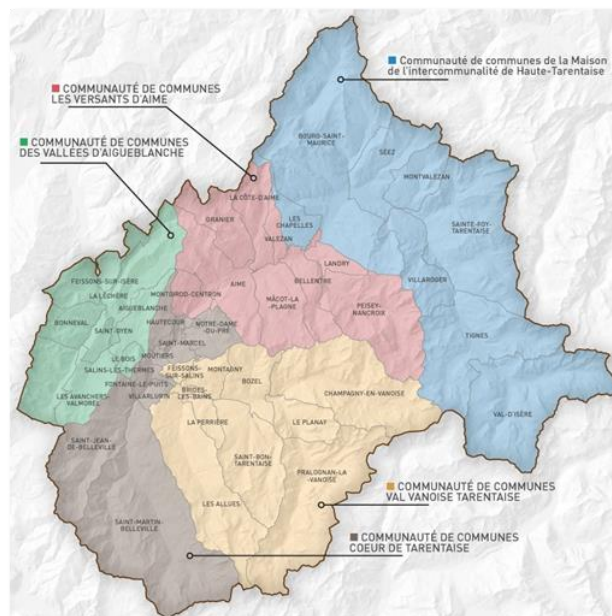 COMMUNAUTÉ DE COMMUNES
LES VERSANTS D'AIME
COMMUNAUTÉ DE COMMUNES
DES VALLÉES D'AIGUEBLANCHE
Communauté de communes de la Maison
de l'intercommunalité de Haute-Tarentaise
BOURG-SAINT-
MAURICE
SÉEZ
MONTVALEZAN
SAINTE-FOY-
TARENTAISE
LES
CHAPELLES
VILLAROGER
TIGNES
VAL-D'ISÈRE
LA CÔTE-D'AIME
GRANIER
VALEZAN
LANDRY
BELLENTRE
AIME
MÂCOT-LA
-PLAGNE
PEISEY-
NANCROIX
MONTGIROD-CENTRON
FEISSONS-SUR-ISÈRE
LA LÉCHÈRE
AIGUEBLANCHE
BONNEVAL
SAINT-OYEN
LE BOIS
LES AVANCHERS-
VALMOREL
HAUTECOUR
NOTRE-DAME-
DU-PRÉ
SAINT-MARCEL
MOÛTIERS
SALINS-LES-THERMES
FONTAINE-LE-PUITS
VILLARLURIN
SAINT-JEAN-
DE-BELLEVILLE
SAINT-MARTIN-
BELLEVILLE
FEISSONS-
SUR-SALINS
MONTAGNY
BOZEL
BRIDES-
LES-BAINS
CHAMPAGNY-EN-VANOISE
LA PERRIÈRE
LE PLANAY
SAINT-BON-
TARENTAISE
PRALOGNAN-LA
-VANOISE
LES ALLUES
COMMUNAUTÉ DE COMMUNES
VAL VANOISE TARENTAISE
COMMUNAUTÉ DE COMMUNES
COEUR DE TARENTAISE